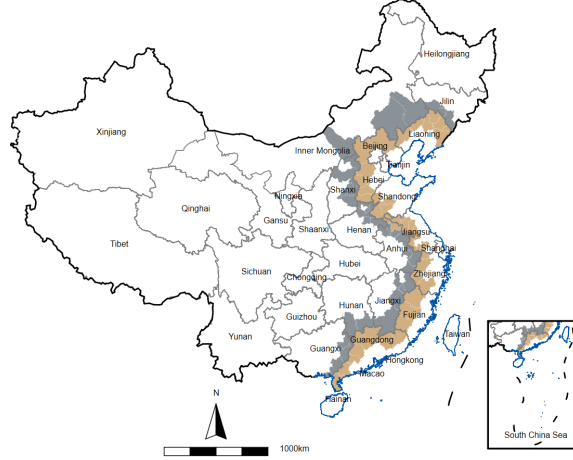 Heilongjiang
Jilin
Xinjiang
Liaoning
Beijing
Inner Mongolia
Tianjin
Hebei
Ningxia
Shanxi
Shandong
Qinghai
Gansu
Shaanxi
Henan
Jiangsu
Tibet
Anhui
Shanghai
Hubei
Sichuan
Chongqing
Zhejiang
Hunan
Jiangxi
Guizhou
Fujian
Yunan
Guangxi
Guangdong
Taiwan
Hongkong
Macao
Hainan
N
South China Sea
1000km